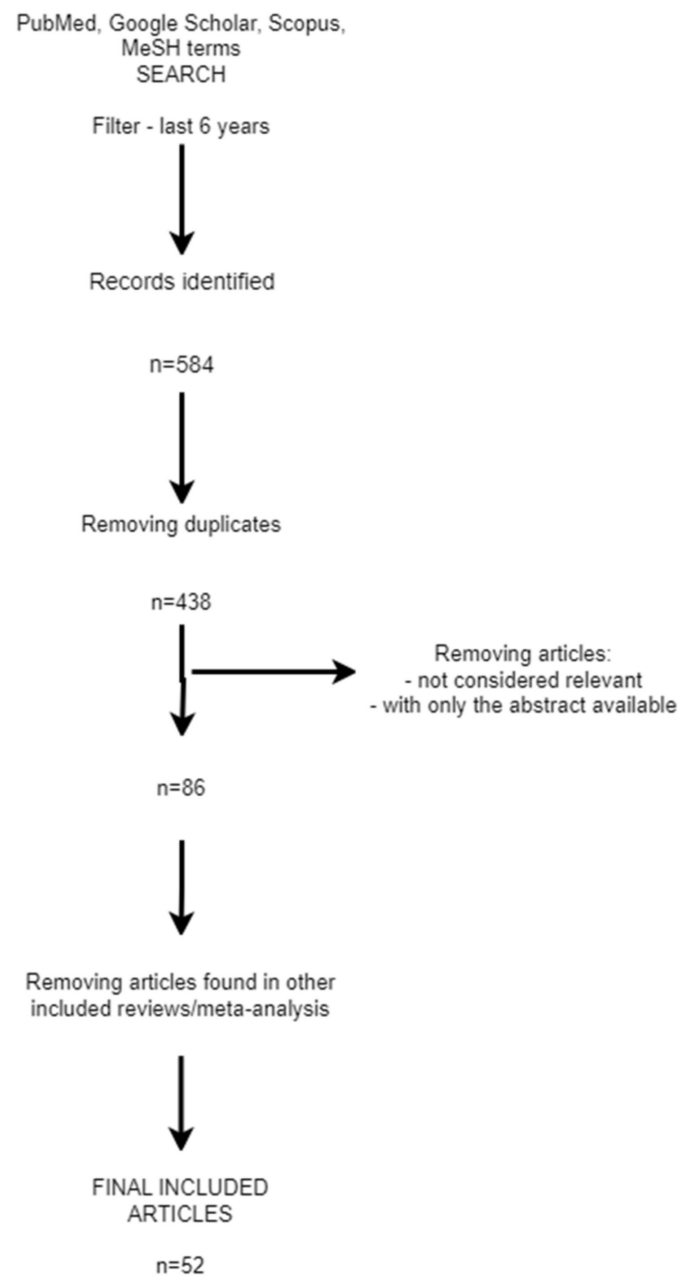 PubMed, Google Scholar, Scopus,
MeSH terms
SEARCH
Filter - last 6 years
Records identified
n=584
Removing duplicates
n=438
Removing articles:
- not considered relevant
- with only the abstract available
n=86
Removing articles found in other
included reviews/meta-analysis
FINAL INCLUDED
ARTICLES
n=52